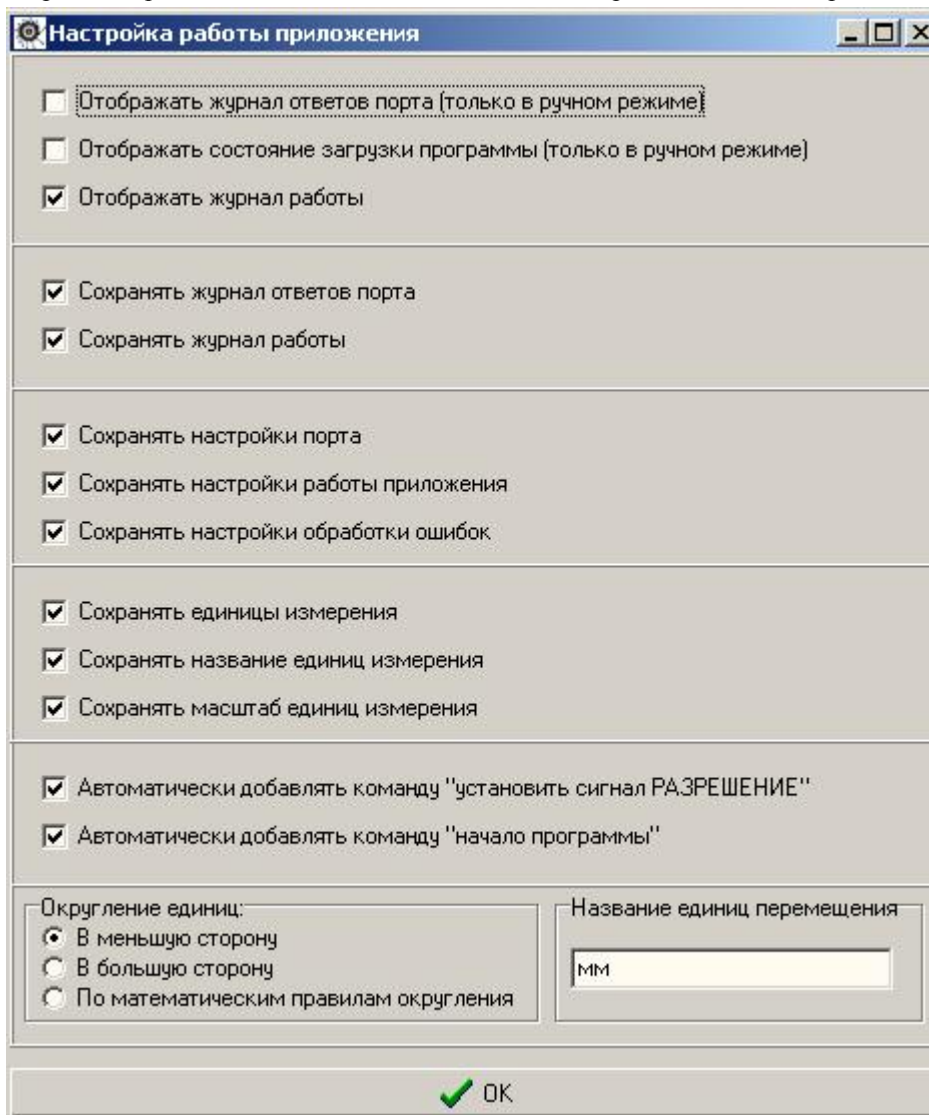 Настройка работы приложения
Отображать журнал ответов порта (только в ручном режиме)
Отображать состояние загрузки программы (только в ручном режиме)
Отображать журнал работы
Сохранять журнал ответов порта
Сохранять журнал работы
Сохранять настройки порта
Сохранять настройки работы приложения
Сохранять настройки обработки ошибок
Сохранять единицы измерения
Сохранять название единиц измерения
Сохранять масштаб единиц измерения
Автоматически добавлять команду "установить сигнал РАЗРЕШЕНИЕ"
Автоматически добавлять команду "начало программы"
Округление единиц:
В меньшую сторону
В большую сторону
По математическим правилам округления
Название единиц перемещения
мм
OK